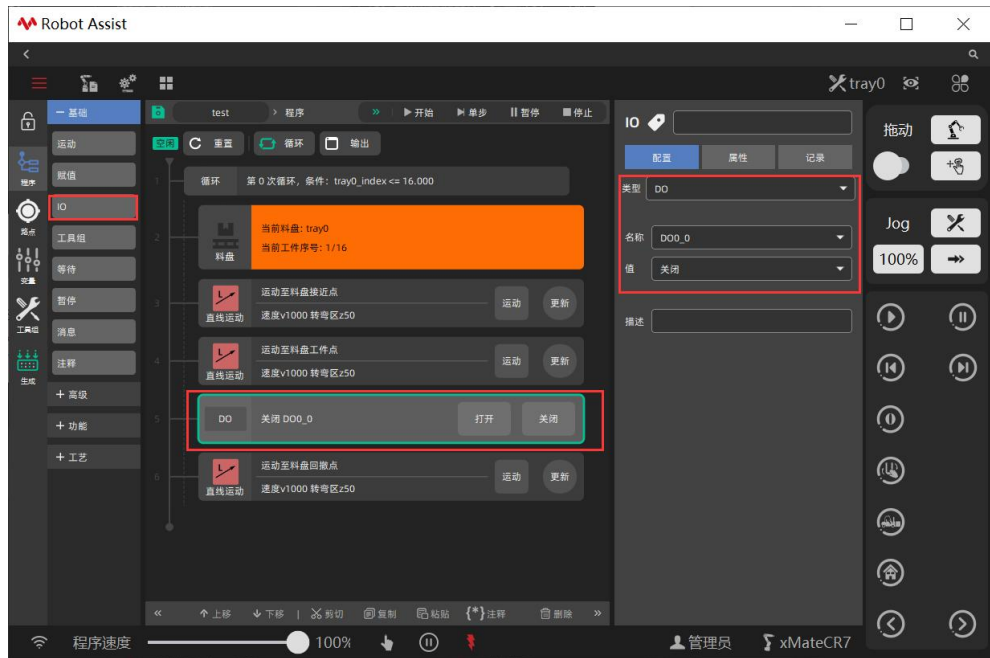 Robot Assist
tray0
基础
test > 程序 » 开始 单步 暂停 停止
运动
空闲 重置 循环 输出
程序
赋值
1 循环 第 0 次循环，条件: tray0_index <= 16.000
IO
路点
工具组
2 料盘 当前料盘: tray0
当前工件序号: 1/16
等待
变量
暂停
3 直线运动 运动至料盘接近点 运动 更新
速度v1000 转弯区z50
消息
工具组
注释
4 直线运动 运动至料盘工件点 运动 更新
速度v1000 转弯区z50
生成
+ 高级
5 DO 关闭 DO0_0 打开 关闭
+ 功能
+ 工艺
6 直线运动 运动至料盘回撤点 运动 更新
速度v1000 转弯区z50
« 上移 下移 | 剪切 复制 粘贴 {*}注释 删除 »
IO
配置 属性 记录
类型 DO
名称 DO0_0
值 关闭
描述
拖动
Jog
100%
程序速度 100% 管理员 xMateCR7